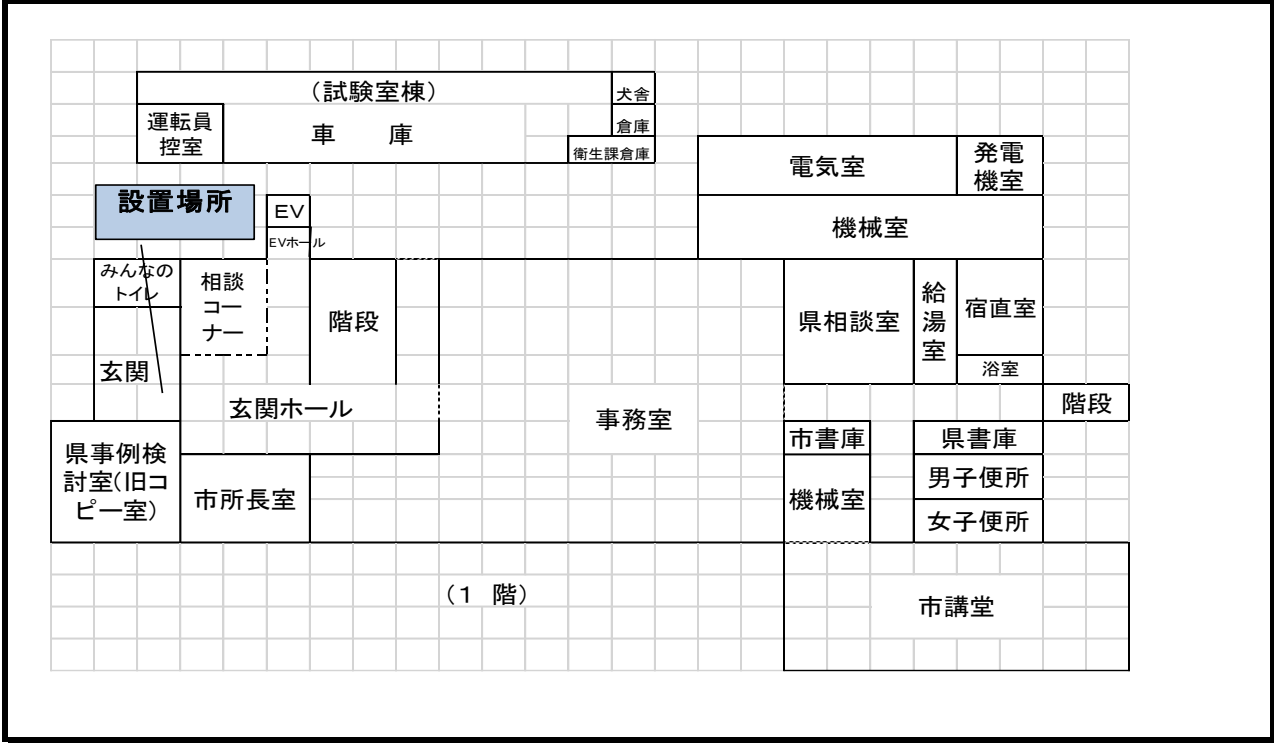 (試験室棟)
犬舎
運転員
控室
車　庫
倉庫
衛生課倉庫
電気室
発電
機室
設置場所
EV
機械室
EVホール
みんなの
トイレ
相談
コー
ナー
階段
県相談室
給
湯
室
宿直室
浴室
玄関
玄関ホール
事務室
階段
県事例検
討室(旧コ
ピー室)
市所長室
市書庫
県書庫
機械室
男子便所
女子便所
(1　階)
市講堂